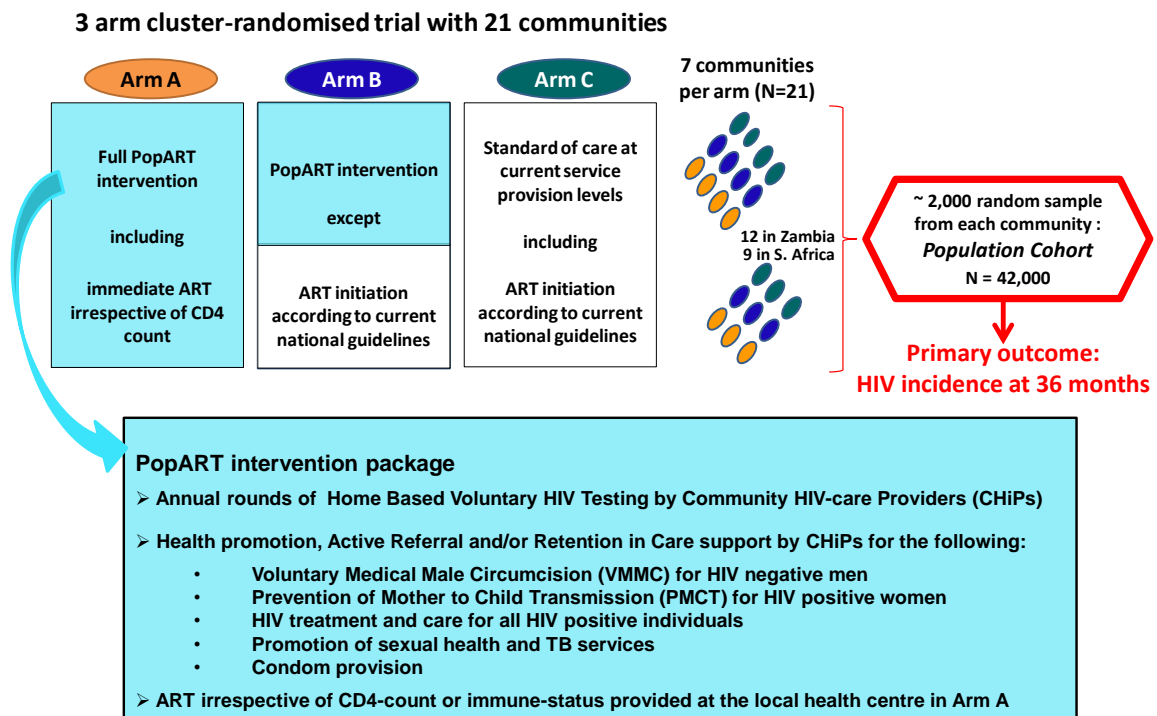 3 arm cluster-randomised trial with 21 communities
Arm A
Full PopART
intervention
including
immediate ART
irrespective of CD4
count
Arm B
PopART intervention
except
ART initiation
according to current
national guidelines
Arm C
Standard of care at
current service
provision levels
including
ART initiation
according to current
national guidelines
7 communities
per arm (N=21)
12 in Zambia
9 in S. Africa
~ 2,000 random sample
from each community :
Population Cohort
N = 42,000
Primary outcome:
HIV incidence at 36 months
PopART intervention package
➢ Annual rounds of Home Based Voluntary HIV Testing by Community HIV-care Providers (CHiPs)
➢ Health promotion, Active Referral and/or Retention in Care support by CHiPs for the following:
• Voluntary Medical Male Circumcision (VMMC) for HIV negative men
• Prevention of Mother to Child Transmission (PMCT) for HIV positive women
• HIV treatment and care for all HIV positive individuals
• Promotion of sexual health and TB services
• Condom provision
➢ ART irrespective of CD4-count or immune-status provided at the local health centre in Arm A